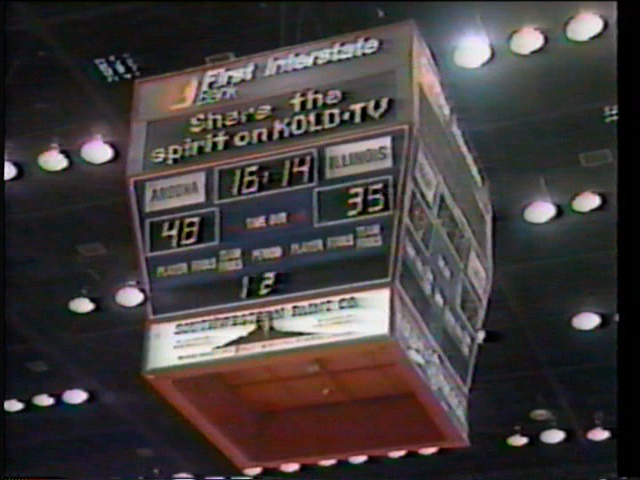 First Interstate
Bank
Share the
spirit on KOLD-TV
ARIZONA 16:14 ILLINOIS
48 TIME OUT 35
PLAYER FOULS TEAM FOULS PERIOD PLAYER FOULS TEAM FOULS
1 2